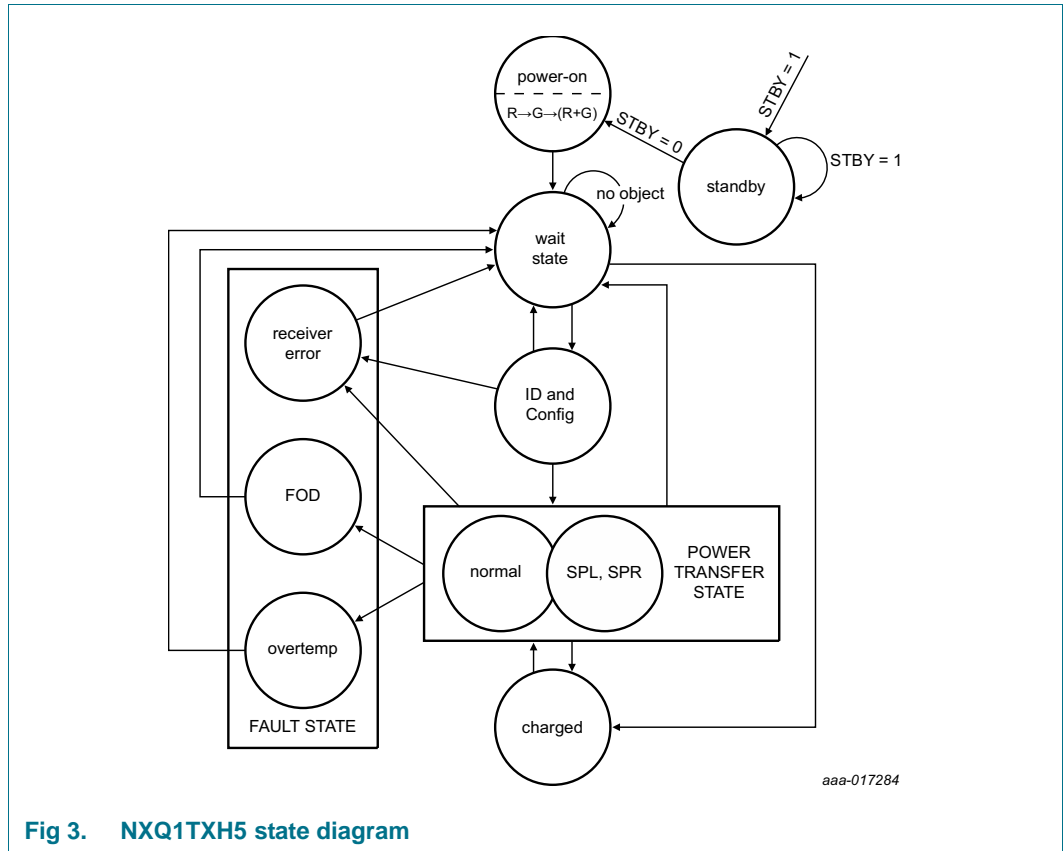 STBY = 1
power-on
R→G→(R+G)
STBY = 0
STBY = 1
standby
no object
wait
state
receiver
error
ID and
Config
FOD
normal
SPL, SPR
POWER
TRANSFER
STATE
overtemp
FAULT STATE
charged
aaa-017284
Fig 3. NXQ1TXH5 state diagram